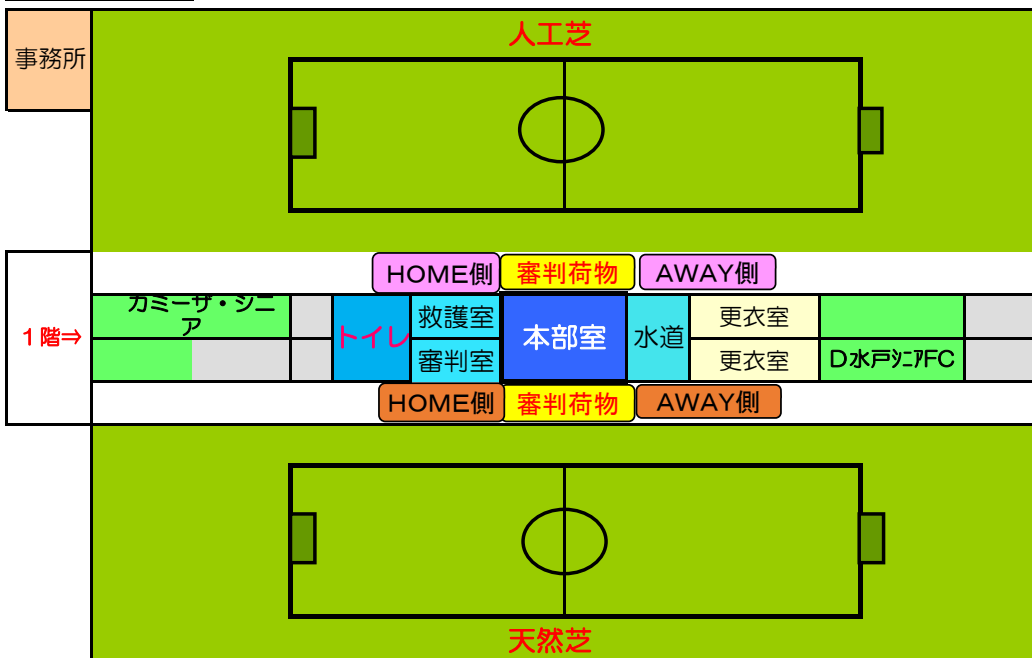 人工芝
事務所
HOME側
審判荷物
AWAY側
カミーザ・シニ
ア
救護室
更衣室
1階⇒
トイレ
本部室
水道
審判室
更衣室
D水戸ｼﾆｱFC
HOME側
審判荷物
AWAY側
天然芝